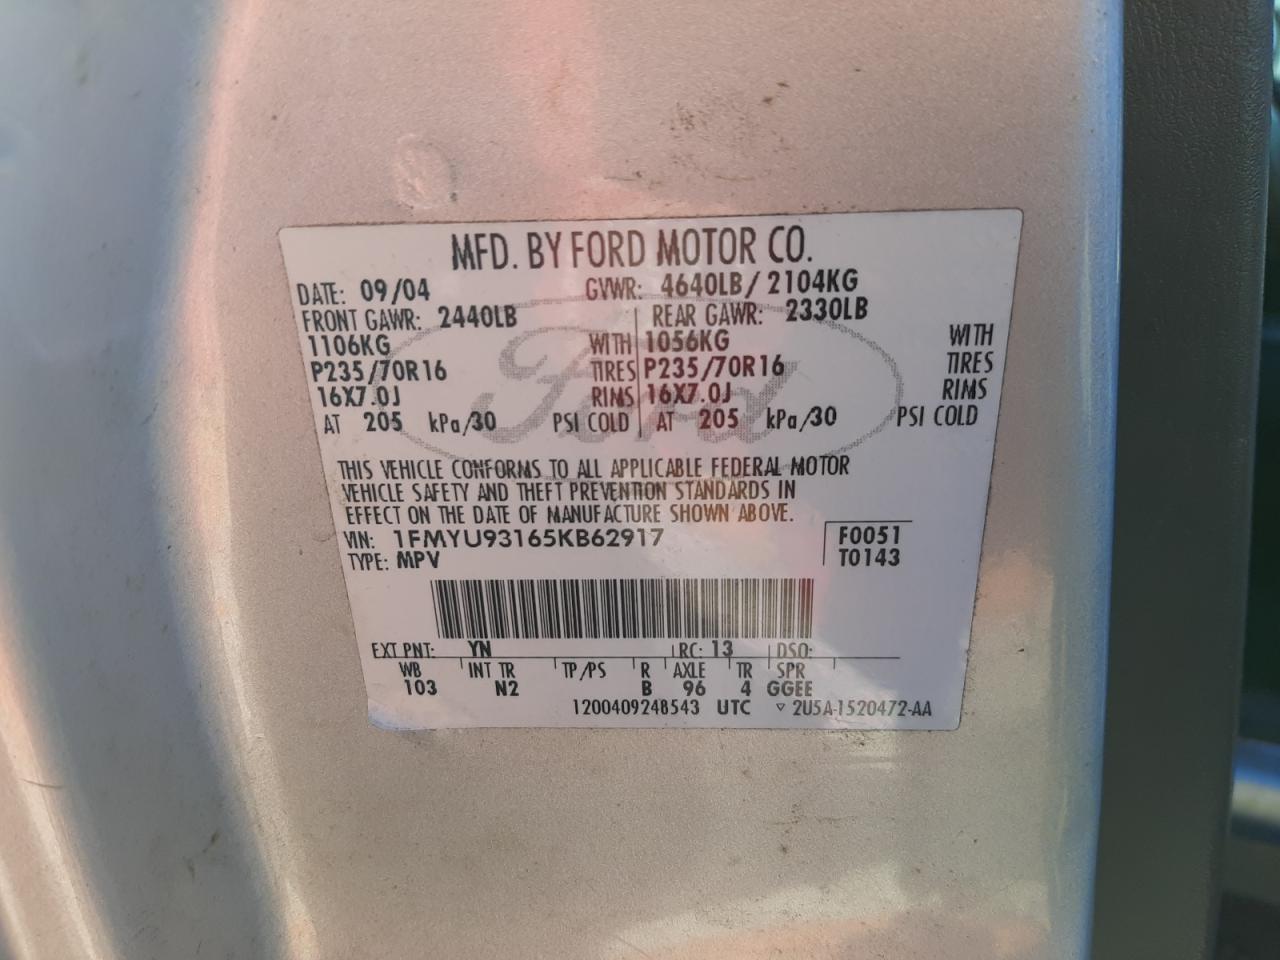 MFD. BY FORD MOTOR CO.
DATE: 09/04 GVWR: 4640LB / 2104KG
FRONT GAWR: 2440LB REAR GAWR: 2330LB
1106KG WITH 1056KG WITH
P235/70R16 TIRES P235/70R16 TIRES
16X7.0J RIMS 16X7.0J RIMS
AT 205 kPa/30 PSI COLD AT 205 kPa/30 PSI COLD
Ford
THIS VEHICLE CONFORMS TO ALL APPLICABLE FEDERAL MOTOR
VEHICLE SAFETY AND THEFT PREVENTION STANDARDS IN
EFFECT ON THE DATE OF MANUFACTURE SHOWN ABOVE.
VIN: 1FMYU93165KB62917 F0051
TYPE: MPV T0143
EXT PNT: YN RC: 13 DSO:
WB INT TR TP/PS R AXLE TR SPR
103 N2 B 96 4 GGEE
1200409248543 UTC ▽ 2U5A-1520472-AA